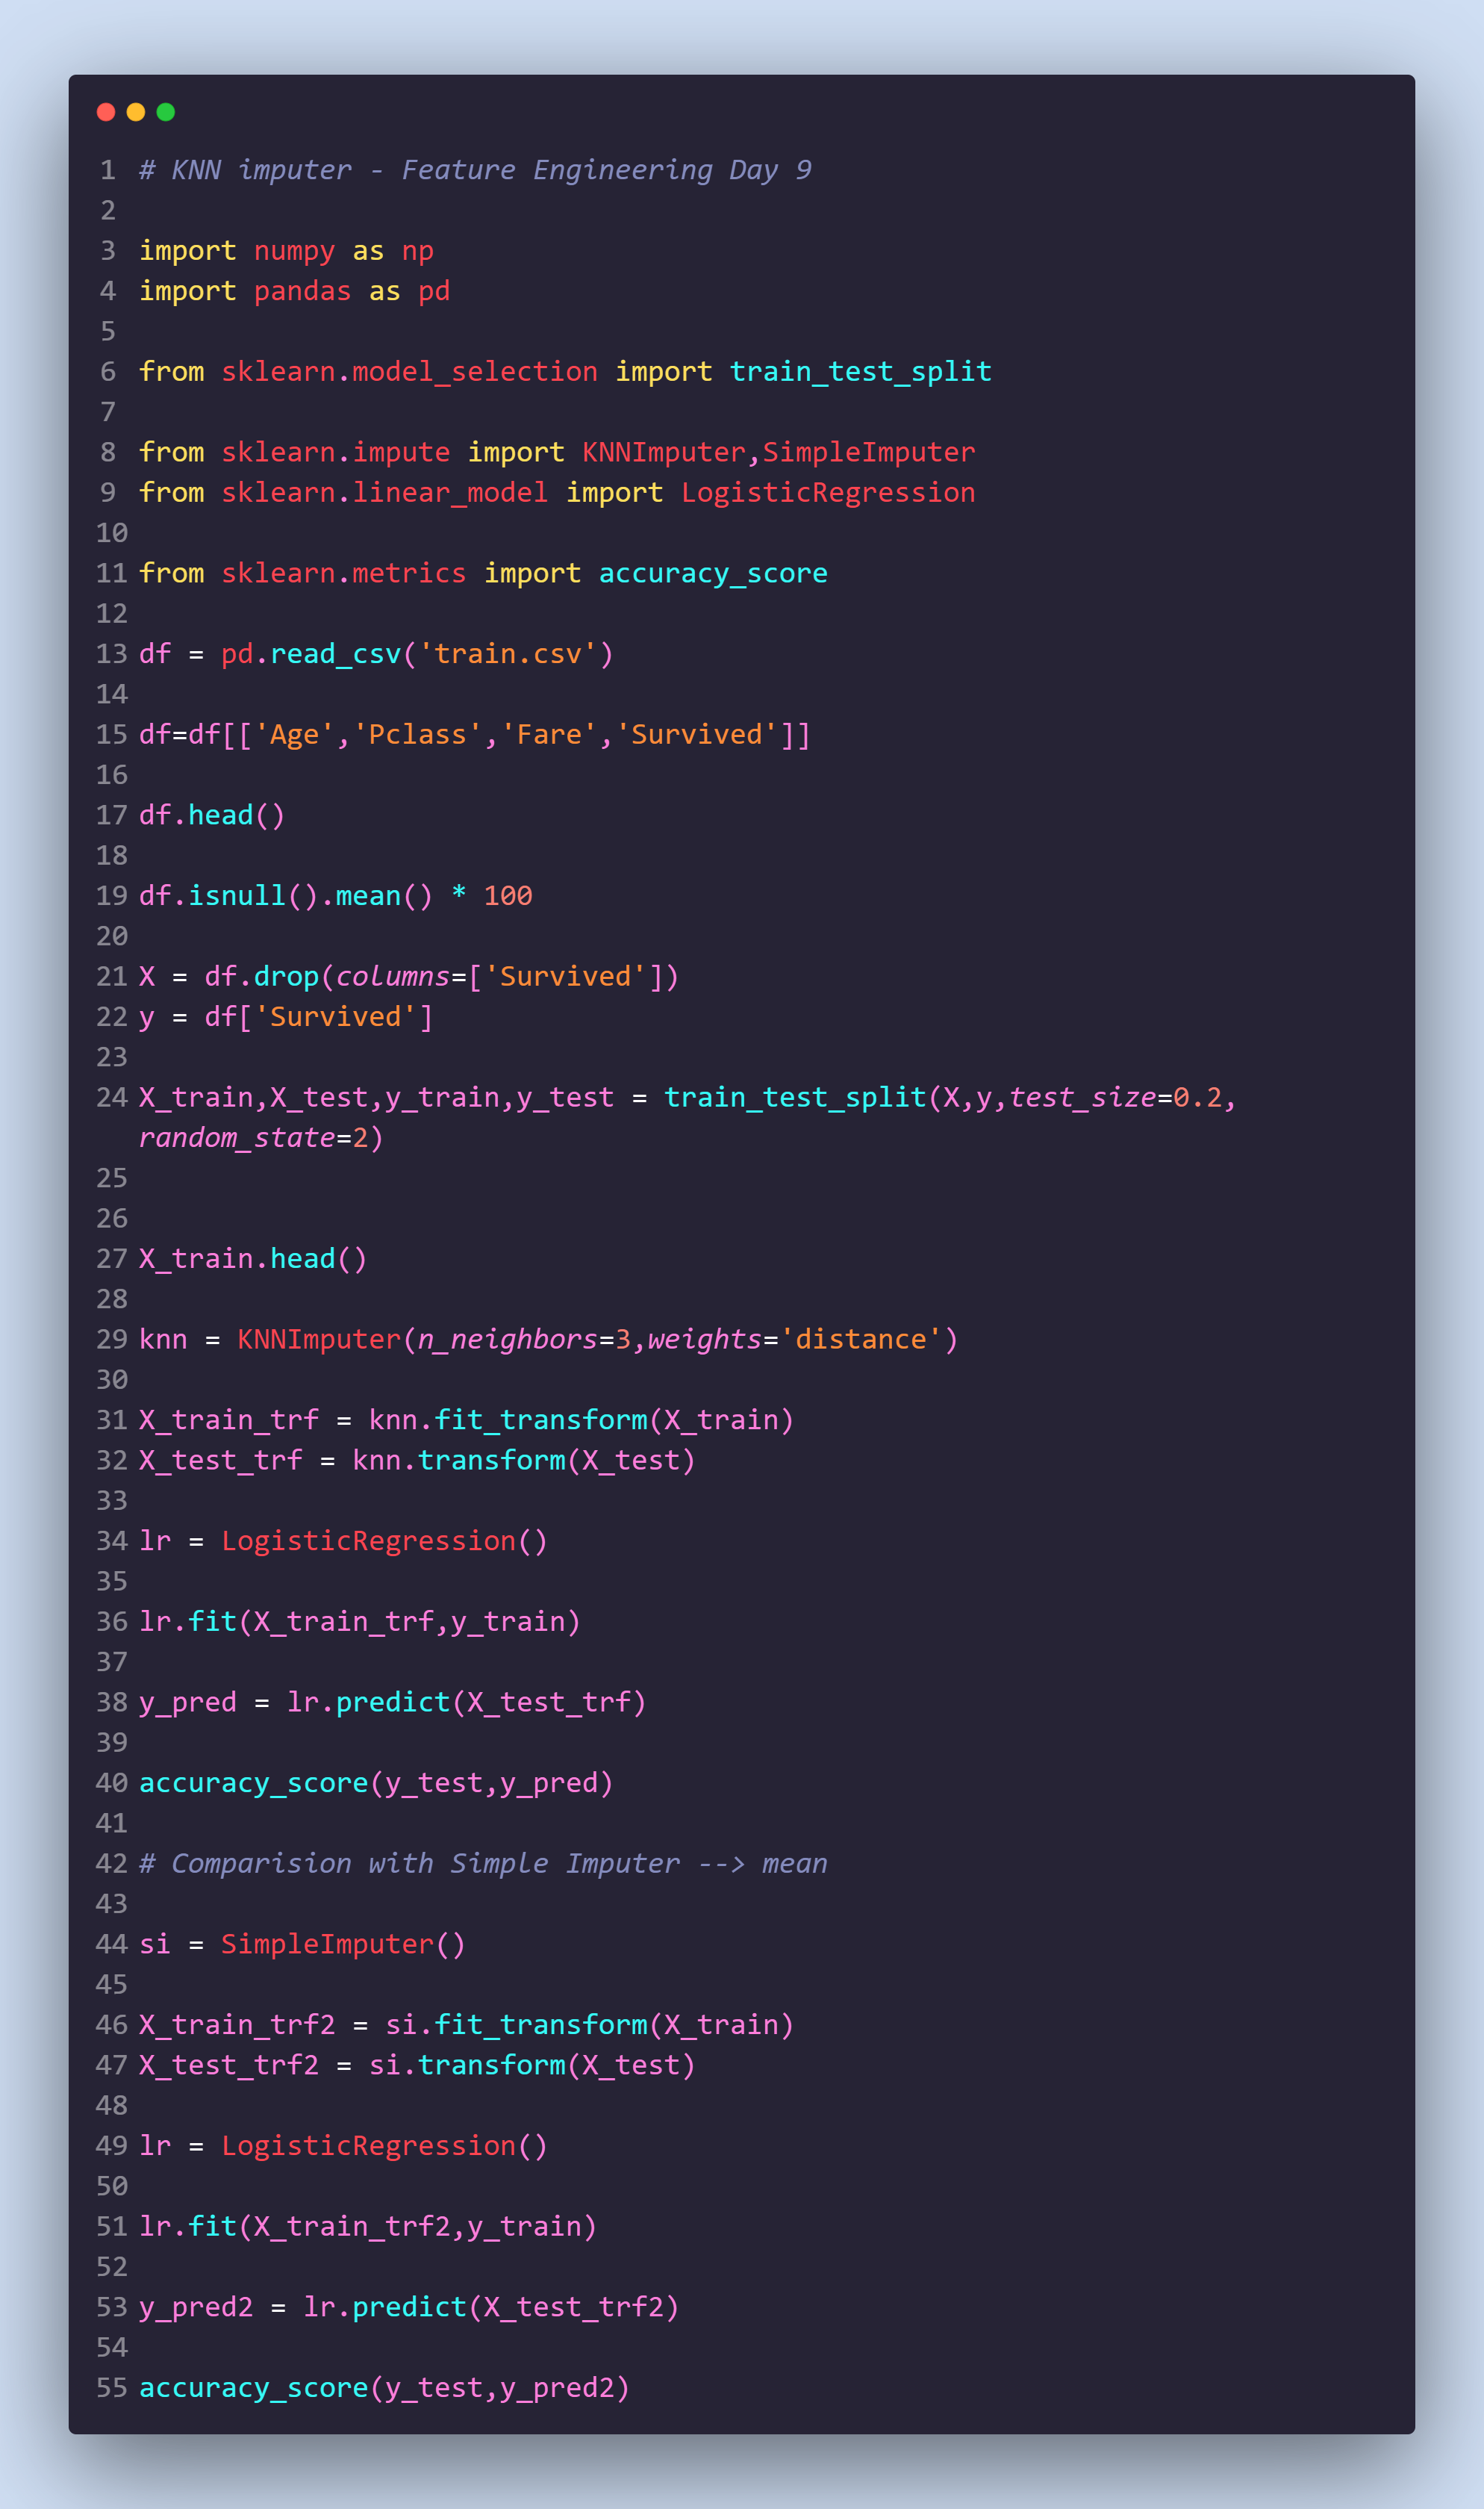 1 # KNN imputer - Feature Engineering Day 9
2
3 import numpy as np
4 import pandas as pd
5
6 from sklearn.model_selection import train_test_split
7
8 from sklearn.impute import KNNImputer,SimpleImputer
9 from sklearn.linear_model import LogisticRegression
10
11 from sklearn.metrics import accuracy_score
12
13 df = pd.read_csv('train.csv')
14
15 df=df[['Age','Pclass','Fare','Survived']]
16
17 df.head()
18
19 df.isnull().mean() * 100
20
21 X = df.drop(columns=['Survived'])
22 y = df['Survived']
23
24 X_train,X_test,y_train,y_test = train_test_split(X,y,test_size=0.2,
random_state=2)
25
26
27 X_train.head()
28
29 knn = KNNImputer(n_neighbors=3,weights='distance')
30
31 X_train_trf = knn.fit_transform(X_train)
32 X_test_trf = knn.transform(X_test)
33
34 lr = LogisticRegression()
35
36 lr.fit(X_train_trf,y_train)
37
38 y_pred = lr.predict(X_test_trf)
39
40 accuracy_score(y_test,y_pred)
41
42 # Comparision with Simple Imputer --> mean
43
44 si = SimpleImputer()
45
46 X_train_trf2 = si.fit_transform(X_train)
47 X_test_trf2 = si.transform(X_test)
48
49 lr = LogisticRegression()
50
51 lr.fit(X_train_trf2,y_train)
52
53 y_pred2 = lr.predict(X_test_trf2)
54
55 accuracy_score(y_test,y_pred2)